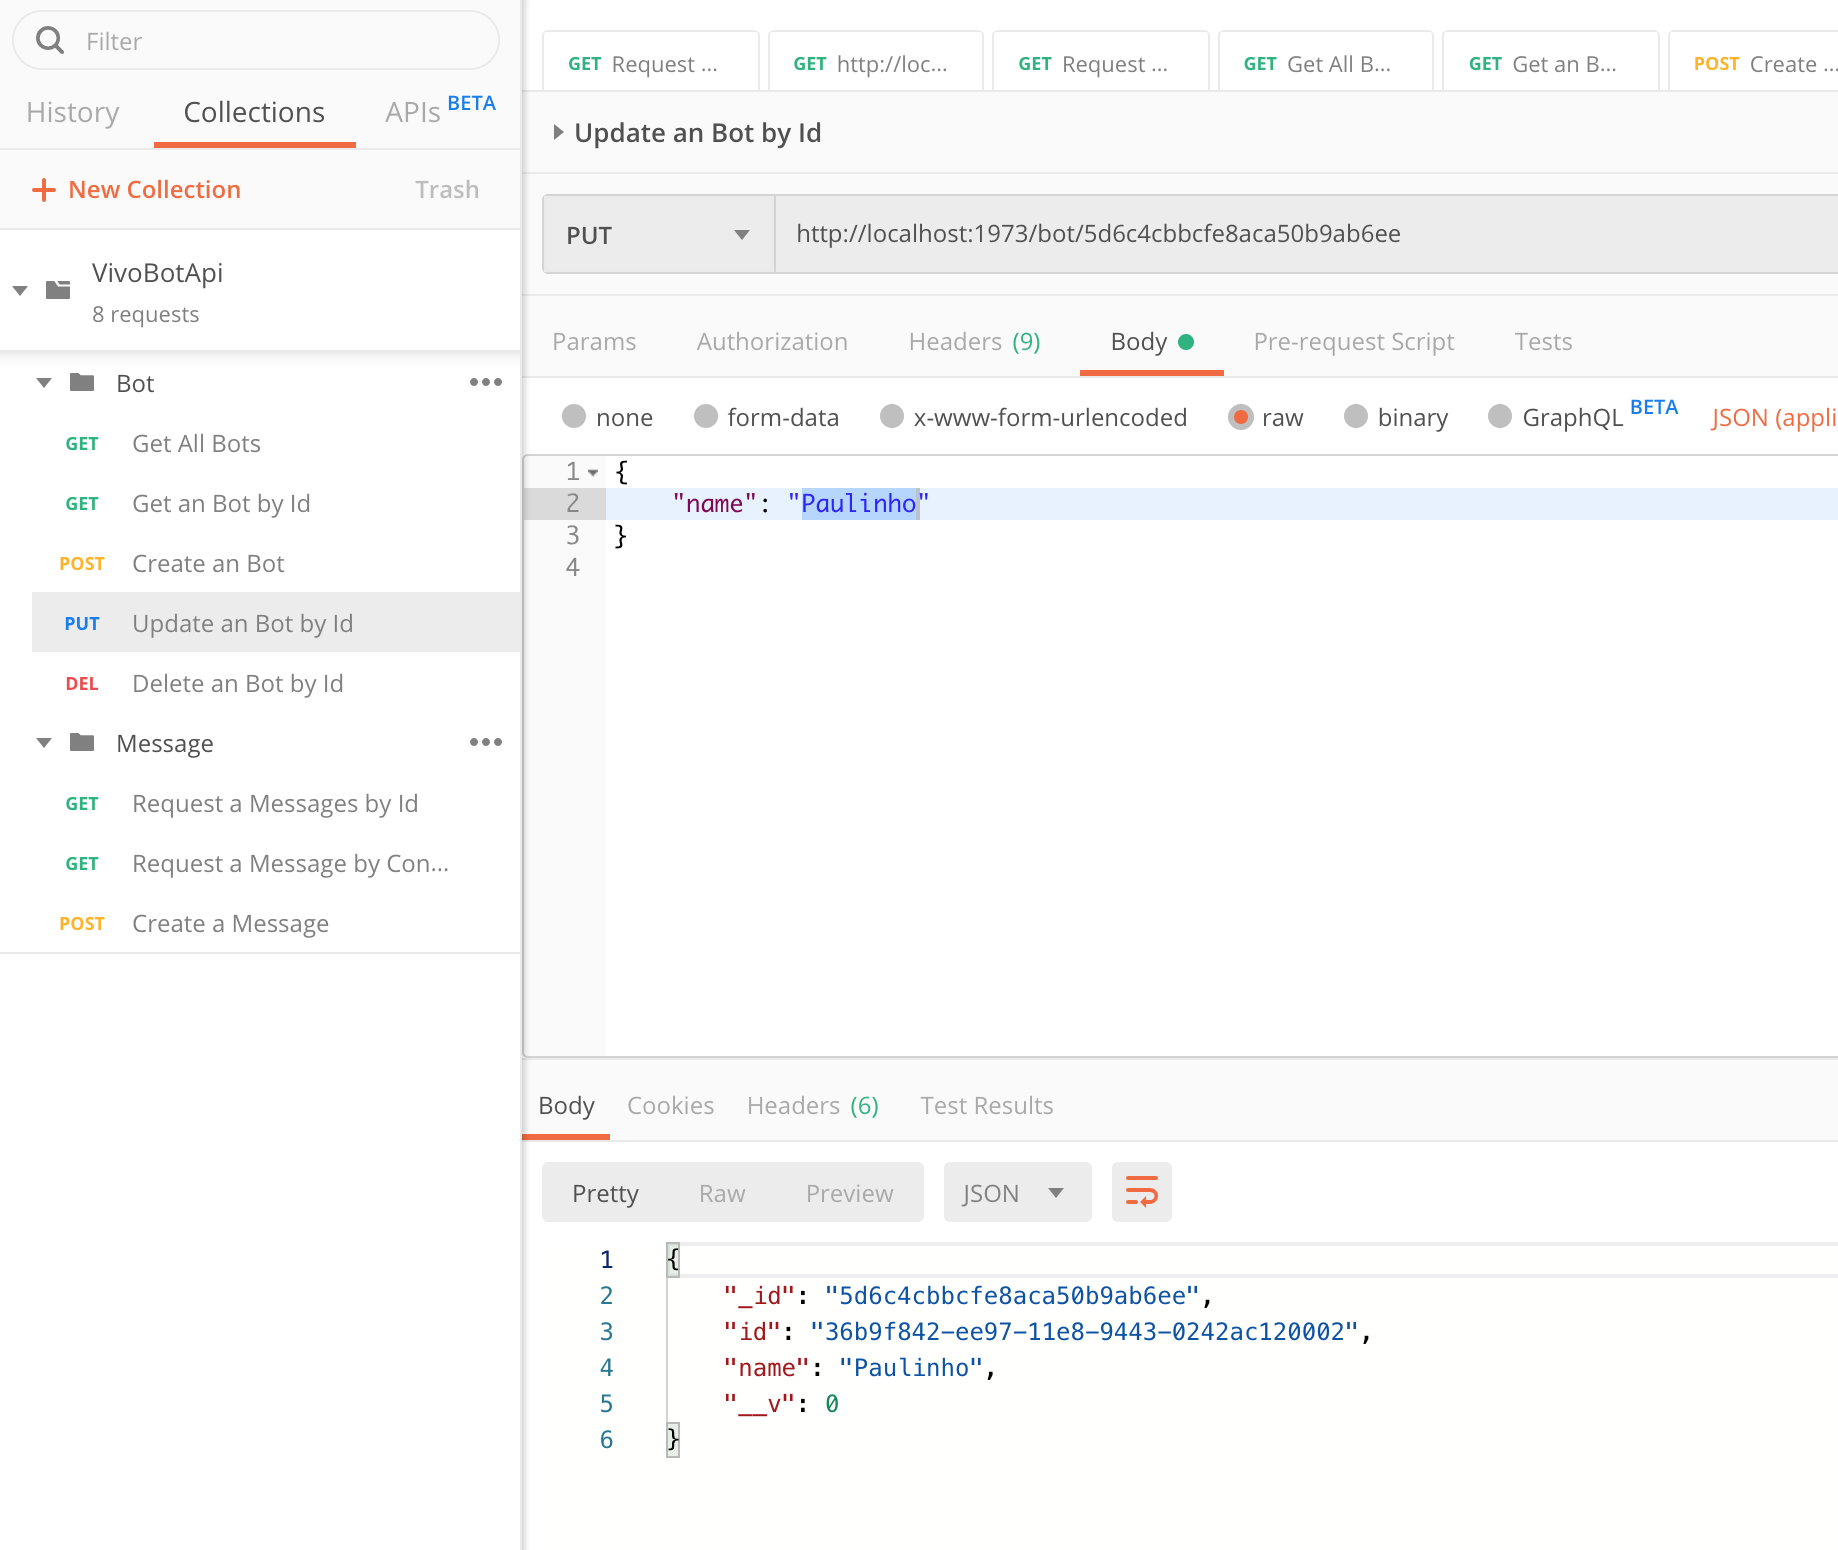 Filter
History Collections APIs BETA
New Collection Trash
VivoBotApi
8 requests
Bot
GET Get All Bots
GET Get an Bot by Id
POST Create an Bot
PUT Update an Bot by Id
DEL Delete an Bot by Id
Message
GET Request a Messages by Id
GET Request a Message by Con...
POST Create a Message
GET Request ... GET http://loc... GET Request ... GET Get All B... GET Get an B... POST Create ...
Update an Bot by Id
PUT http://localhost:1973/bot/5d6c4cbbcfe8aca50b9ab6ee
Params Authorization Headers (9) Body Pre-request Script Tests
none form-data x-www-form-urlencoded raw binary GraphQL BETA JSON (appli
1 {
2 "name": "Paulinho"
3 }
4
Body Cookies Headers (6) Test Results
Pretty Raw Preview JSON
1 {
2 "_id": "5d6c4cbbcfe8aca50b9ab6ee",
3 "id": "36b9f842-ee97-11e8-9443-0242ac120002",
4 "name": "Paulinho",
5 "__v": 0
6 }